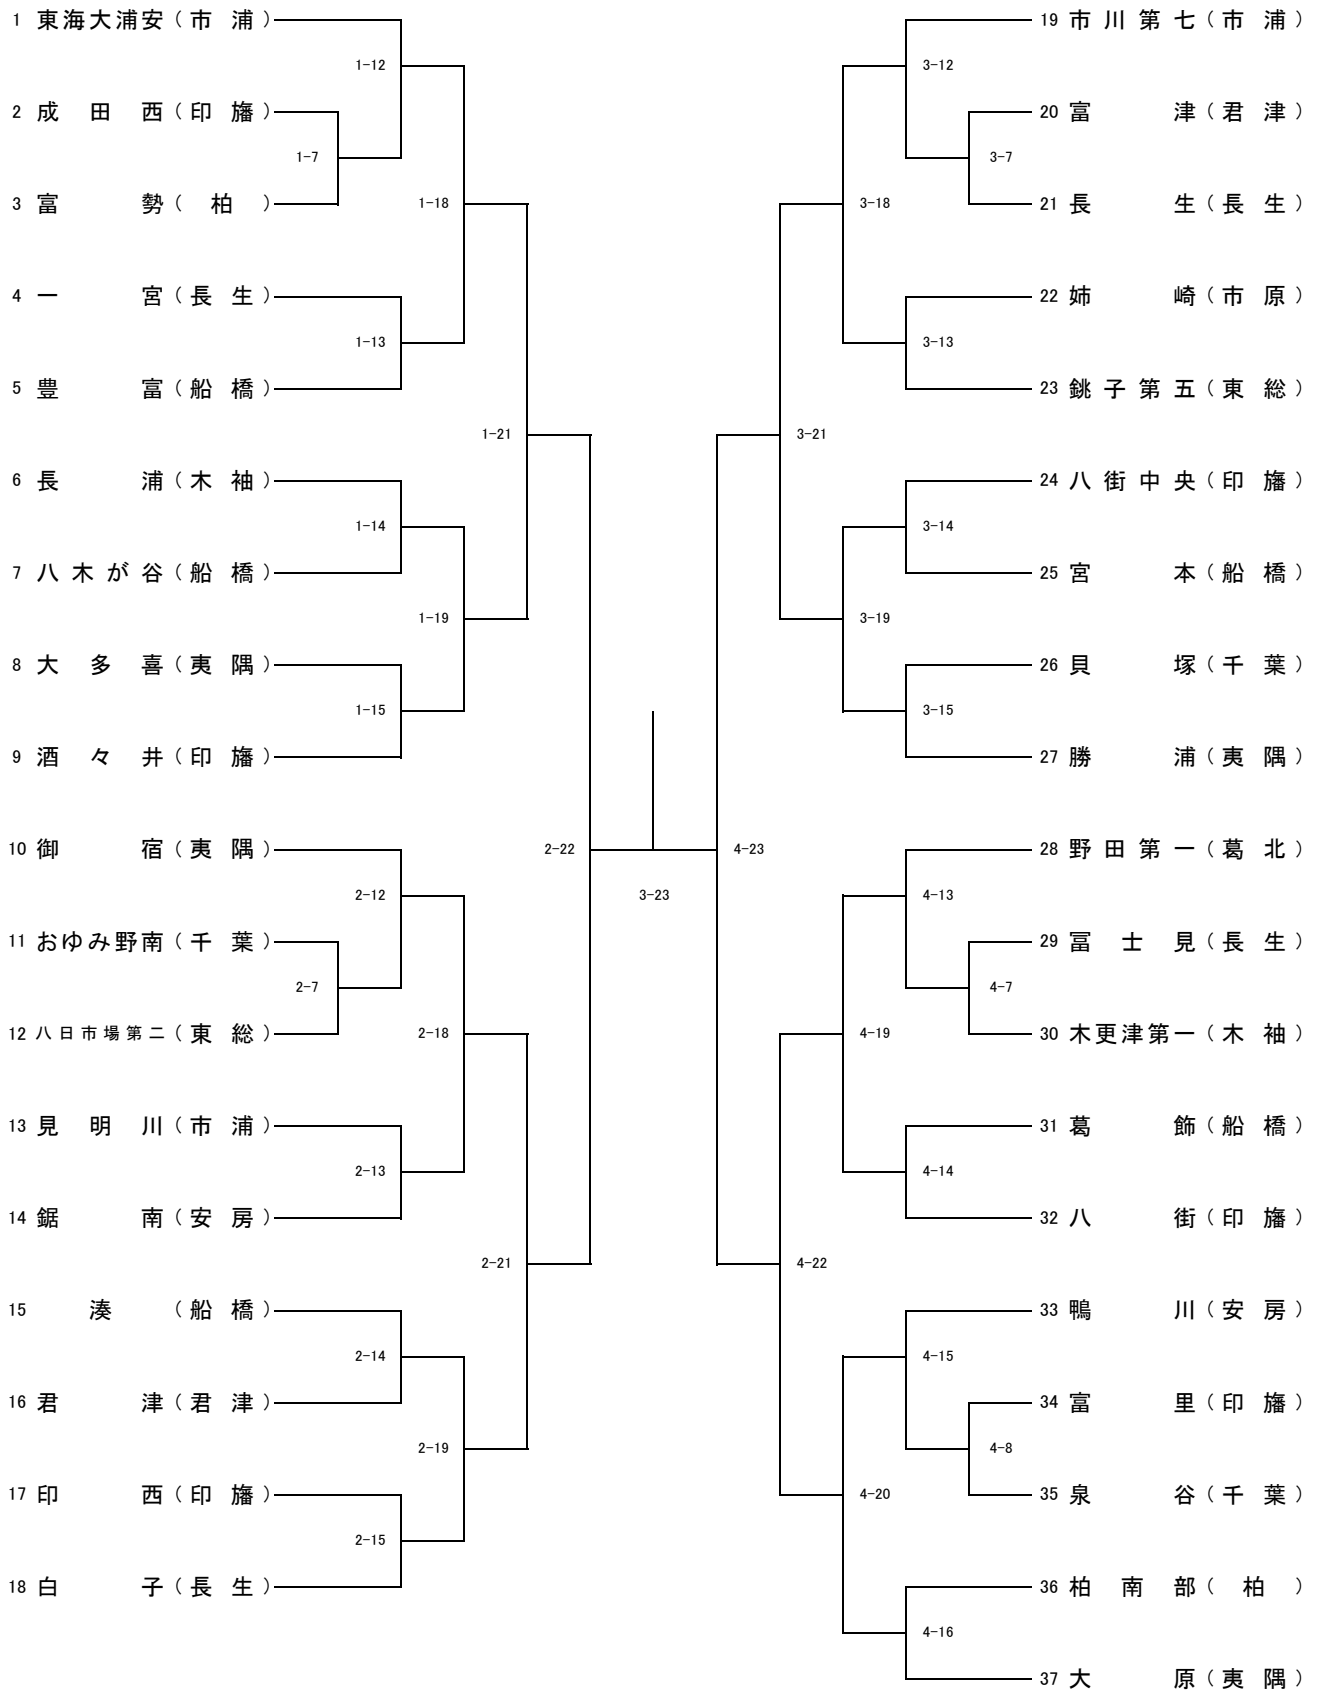 1 東海大浦安（市浦）
1-12
2 成田西（印旛）
1-7
3 富勢（柏）
1-18
4 一宮（長生）
1-13
5 豊富（船橋）
1-21
6 長浦（木袖）
1-14
7 八木が谷（船橋）
1-19
8 大多喜（夷隅）
1-15
9 酒々井（印旛）
10 御宿（夷隅）
2-22
2-12
11 おゆみ野南（千葉）
2-7
12 八日市場第二（東総）
2-18
13 見明川（市浦）
2-13
14 鋸南（安房）
2-21
15 湊（船橋）
2-14
16 君津（君津）
2-19
17 印西（印旛）
2-15
18 白子（長生）
3-23
19 市川第七（市浦）
3-12
20 富津（君津）
3-7
21 長生（長生）
3-18
22 姉崎（市原）
3-13
23 銚子第五（東総）
3-21
24 八街中央（印旛）
3-14
25 宮本（船橋）
3-19
26 貝塚（千葉）
3-15
27 勝浦（夷隅）
28 野田第一（葛北）
4-23
4-13
29 冨士見（長生）
4-7
30 木更津第一（木袖）
4-19
31 葛飾（船橋）
4-14
32 八街（印旛）
4-22
33 鴨川（安房）
4-15
34 富里（印旛）
4-8
35 泉谷（千葉）
4-20
36 柏南部（柏）
4-16
37 大原（夷隅）